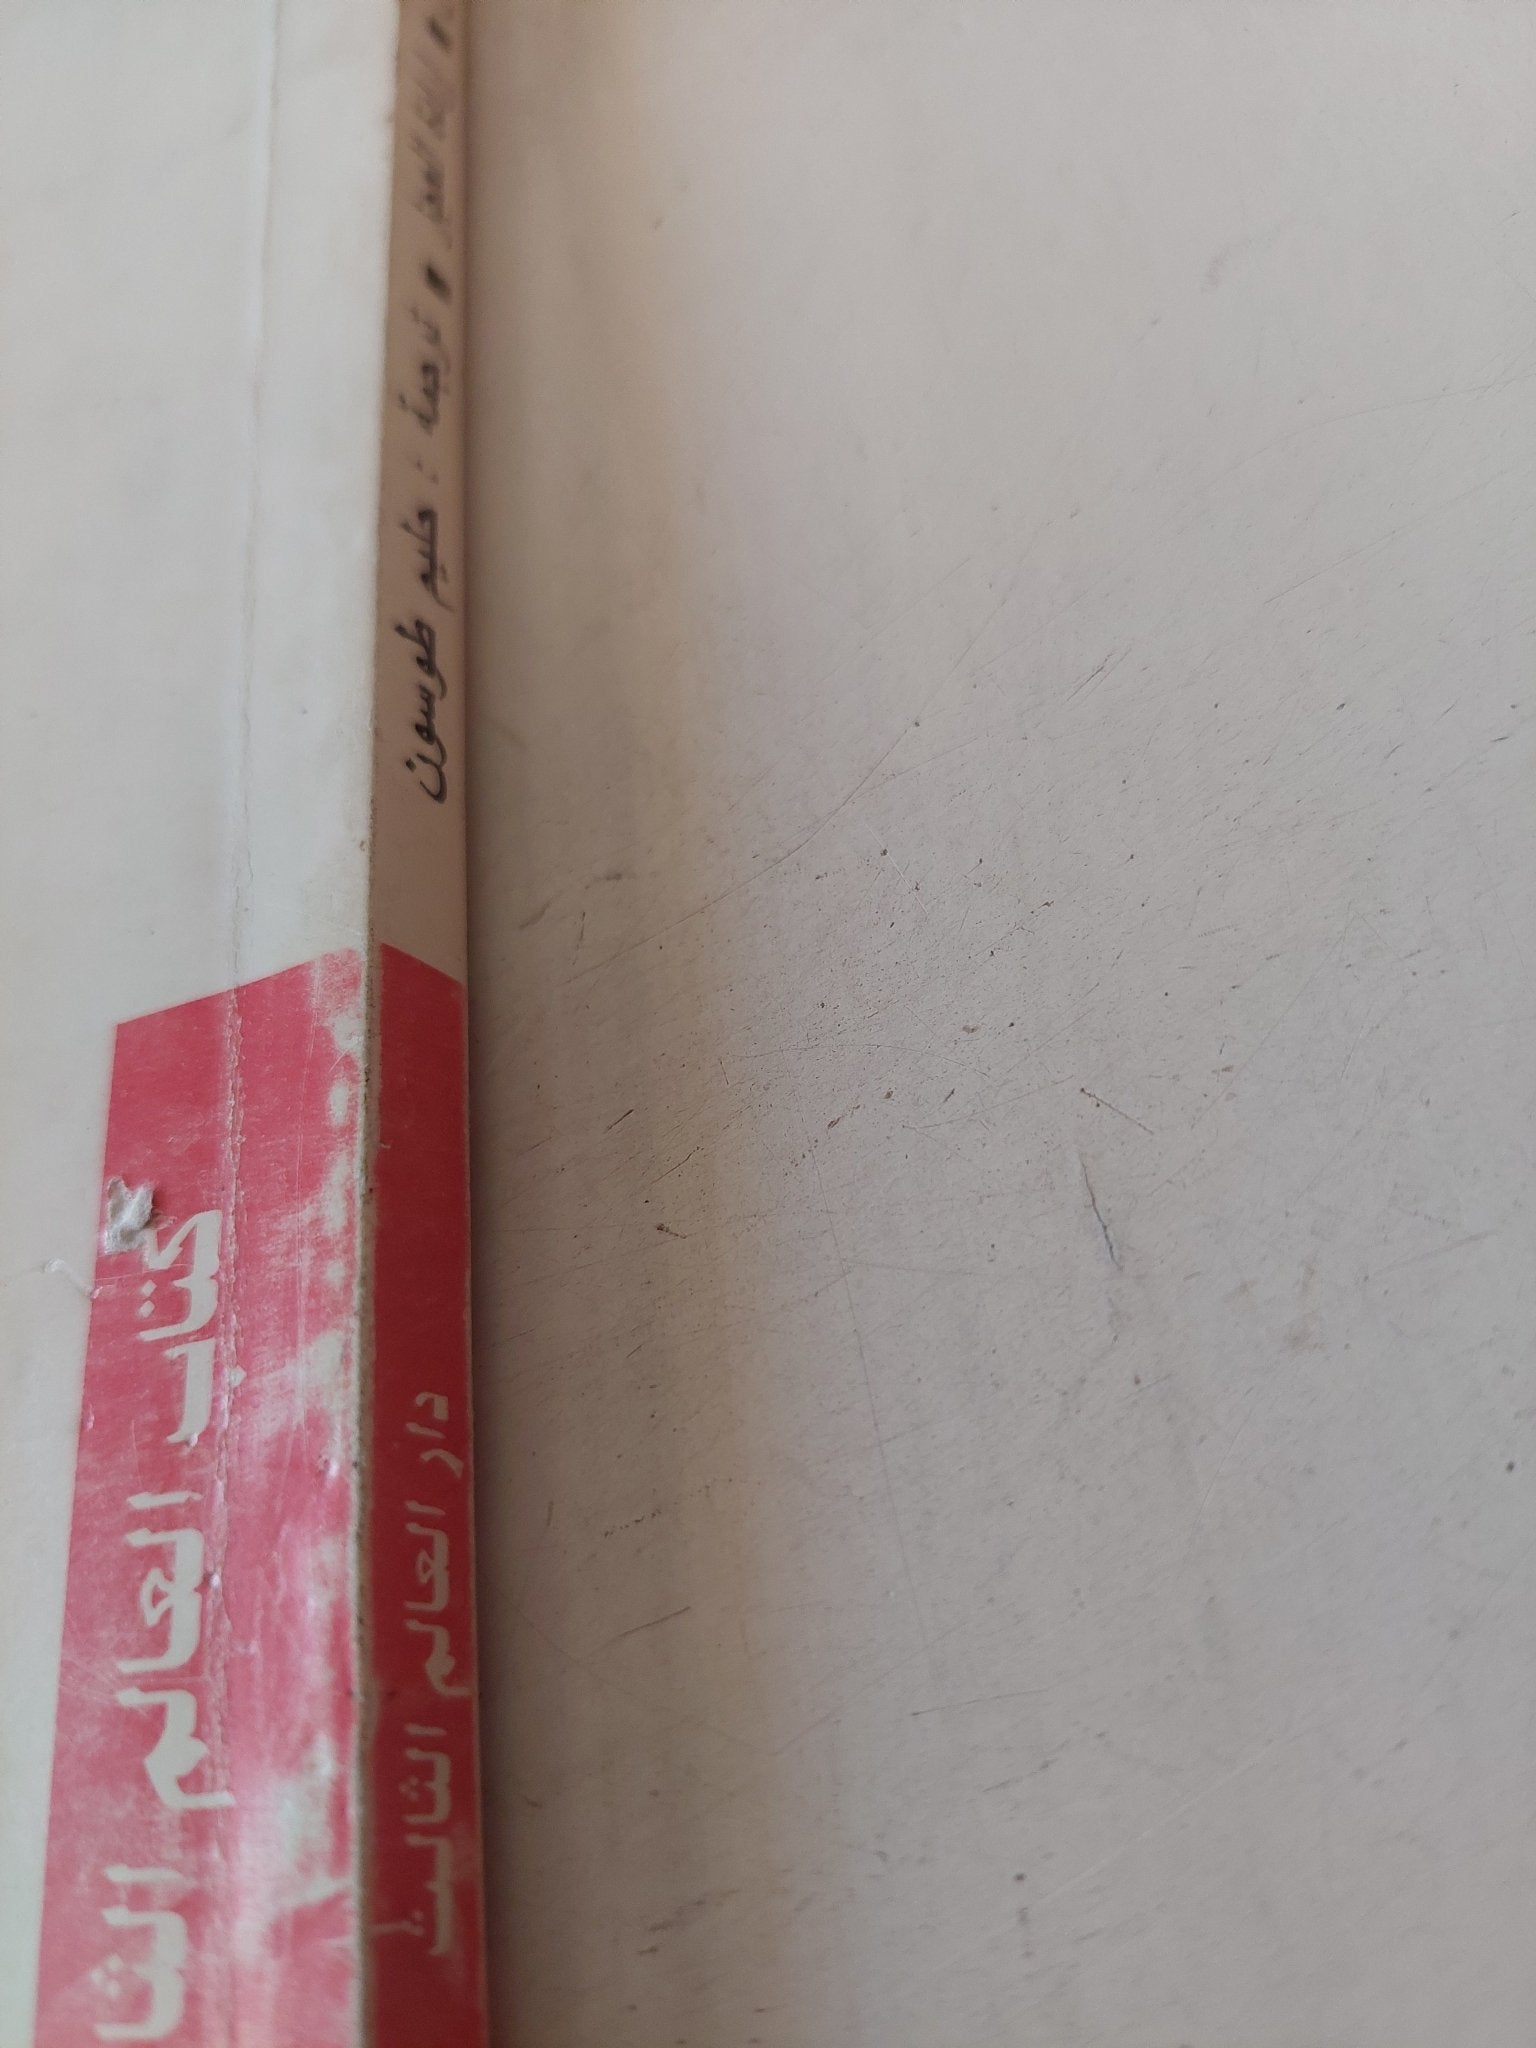 ترجمة : حليم طوسون
دار العالم الثالث
كتاب العالم الث